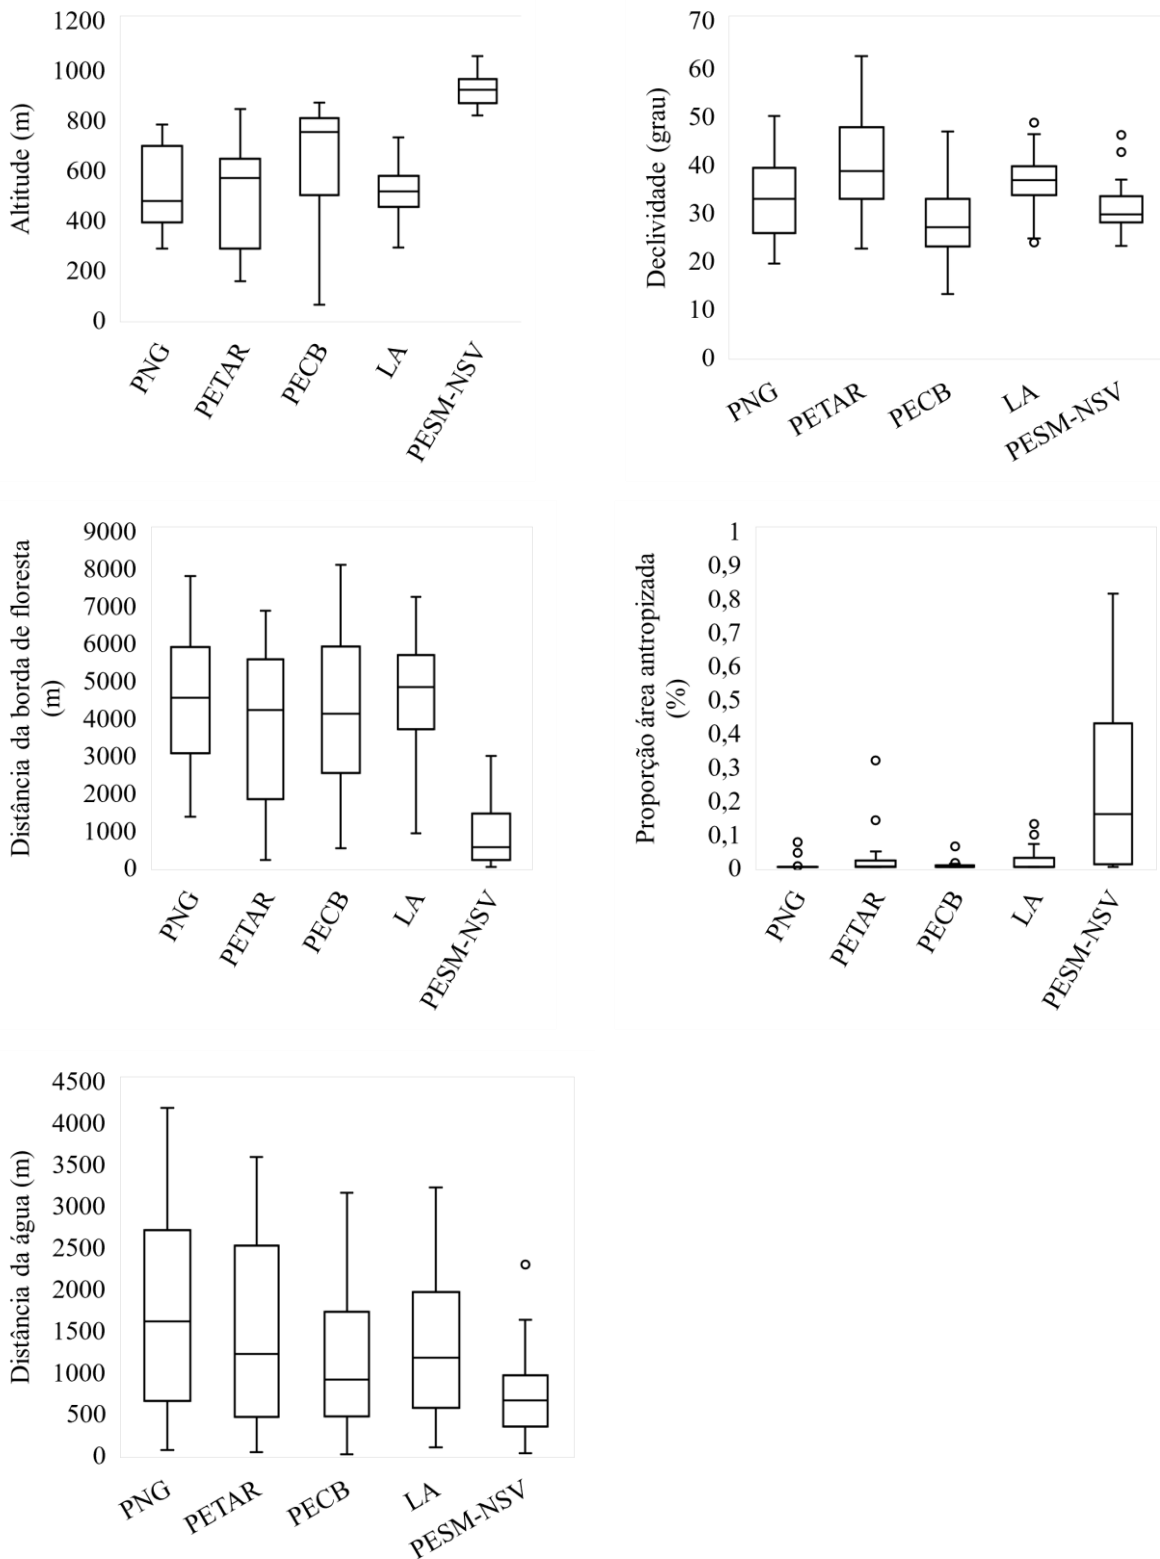 Altitude (m)
1200
1000
800
600
400
200
0
PNG
PETAR
PECB
LA
PESM-NSV
Declividade (grau)
70
60
50
40
30
20
10
0
PNG
PETAR
PECB
LA
PESM-NSV
Distância da borda de floresta
(m)
9000
8000
7000
6000
5000
4000
3000
2000
1000
0
PNG
PETAR
PECB
LA
PESM-NSV
Proporção área antropizada
(%)
1
0,9
0,8
0,7
0,6
0,5
0,4
0,3
0,2
0,1
0
PNG
PETAR
PECB
LA
PESM-NSV
Distância da água (m)
4500
4000
3500
3000
2500
2000
1500
1000
500
0
PNG
PETAR
PECB
LA
PESM-NSV